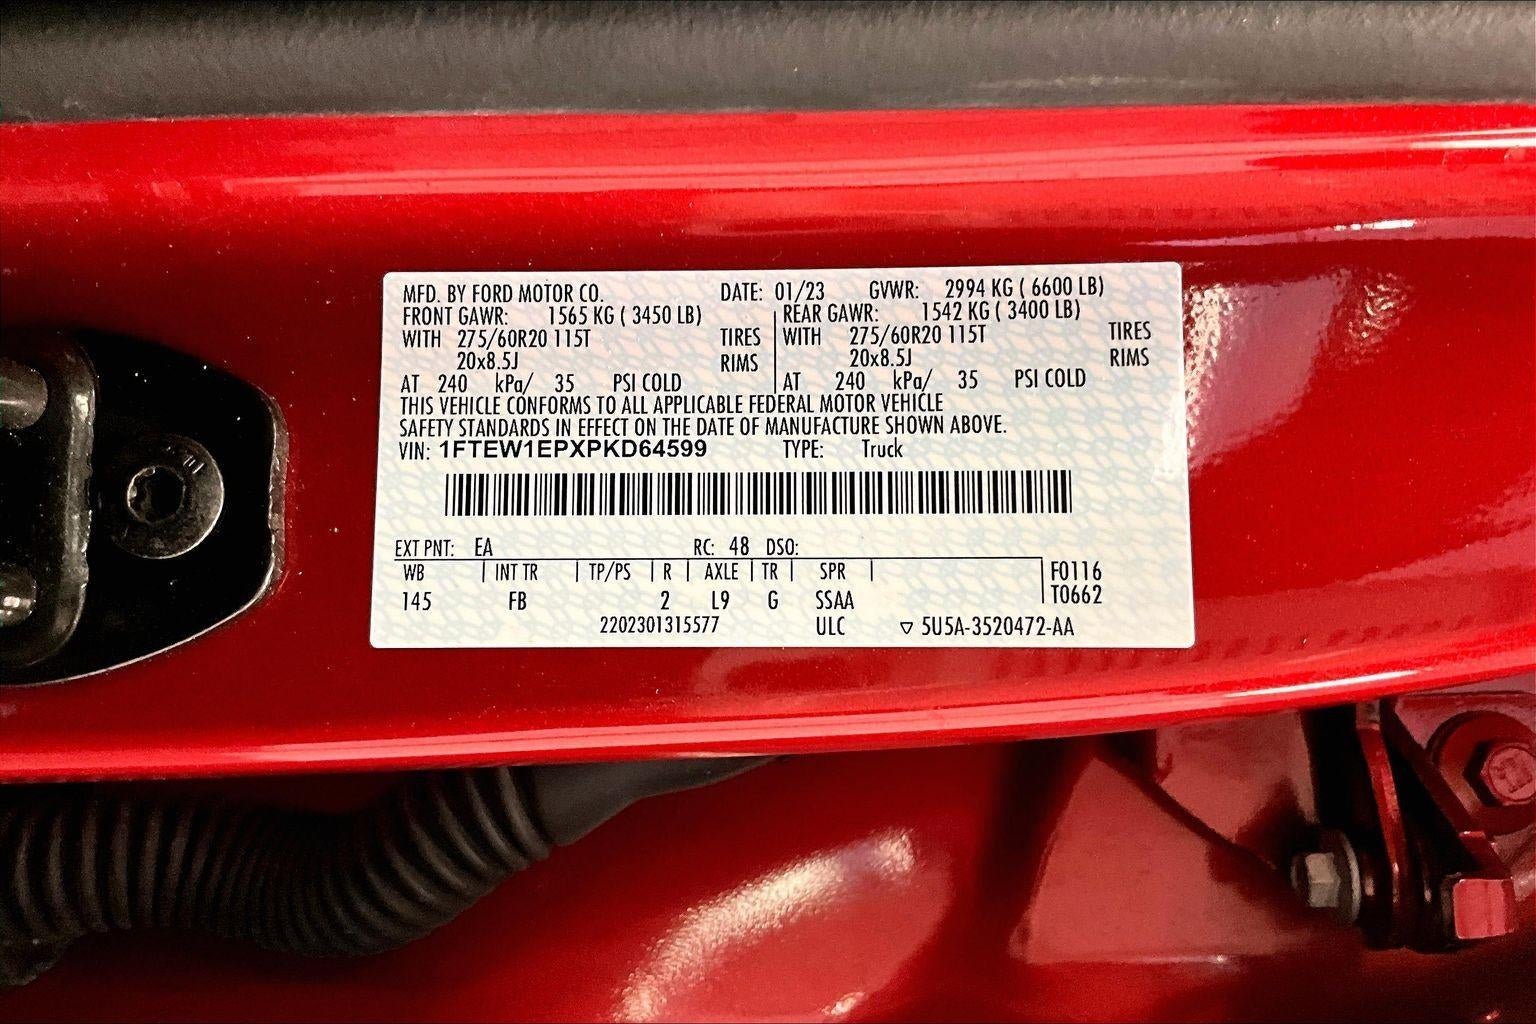 MFD. BY FORD MOTOR CO. DATE: 01/23 GVWR: 2994 KG ( 6600 LB)
FRONT GAWR: 1565 KG ( 3450 LB) REAR GAWR: 1542 KG ( 3400 LB)
WITH 275/60R20 115T TIRES WITH 275/60R20 115T TIRES
20x8.5J RIMS 20x8.5J RIMS
AT 240 kPa/ 35 PSI COLD AT 240 kPa/ 35 PSI COLD
THIS VEHICLE CONFORMS TO ALL APPLICABLE FEDERAL MOTOR VEHICLE
SAFETY STANDARDS IN EFFECT ON THE DATE OF MANUFACTURE SHOWN ABOVE.
VIN: 1FTEW1EPXPKD64599 TYPE: Truck
EXT PNT: EA RC: 48 DSO:
WB | INT TR | TP/PS | R | AXLE | TR | SPR | F0116
145 FB 2 L9 G SSAA T0662
2202301315577 ULC ▽ 5U5A-3520472-AA